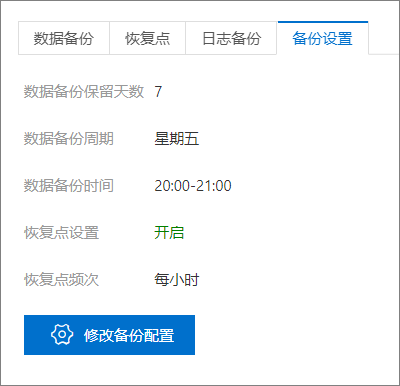 数据备份 恢复点 日志备份 备份设置
数据备份保留天数 7
数据备份周期 星期五
数据备份时间 20:00-21:00
恢复点设置 开启
恢复点频次 每小时
修改备份配置